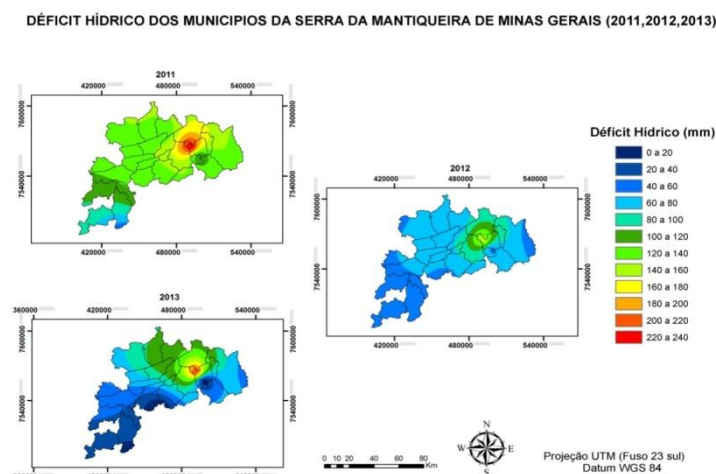 DÉFICIT HÍDRICO DOS MUNICIPIOS DA SERRA DA MANTIQUEIRA DE MINAS GERAIS (2011,2012,2013)
2011
420000 480000 540000
7600000
7540000
420000 480000 540000
2012
420000 480000 540000
7600000
7540000
420000 480000 540000
2013
360000 420000 480000 540000
7600000
7540000
Déficit Hídrico (mm)
0 a 20
20 a 40
40 a 60
60 a 80
80 a 100
100 a 120
120 a 140
140 a 160
160 a 180
180 a 200
200 a 220
220 a 240
0 10 20 40 60 80
Km
N
W E
S
Projeção UTM (Fuso 23 sul)
Datum WGS 84